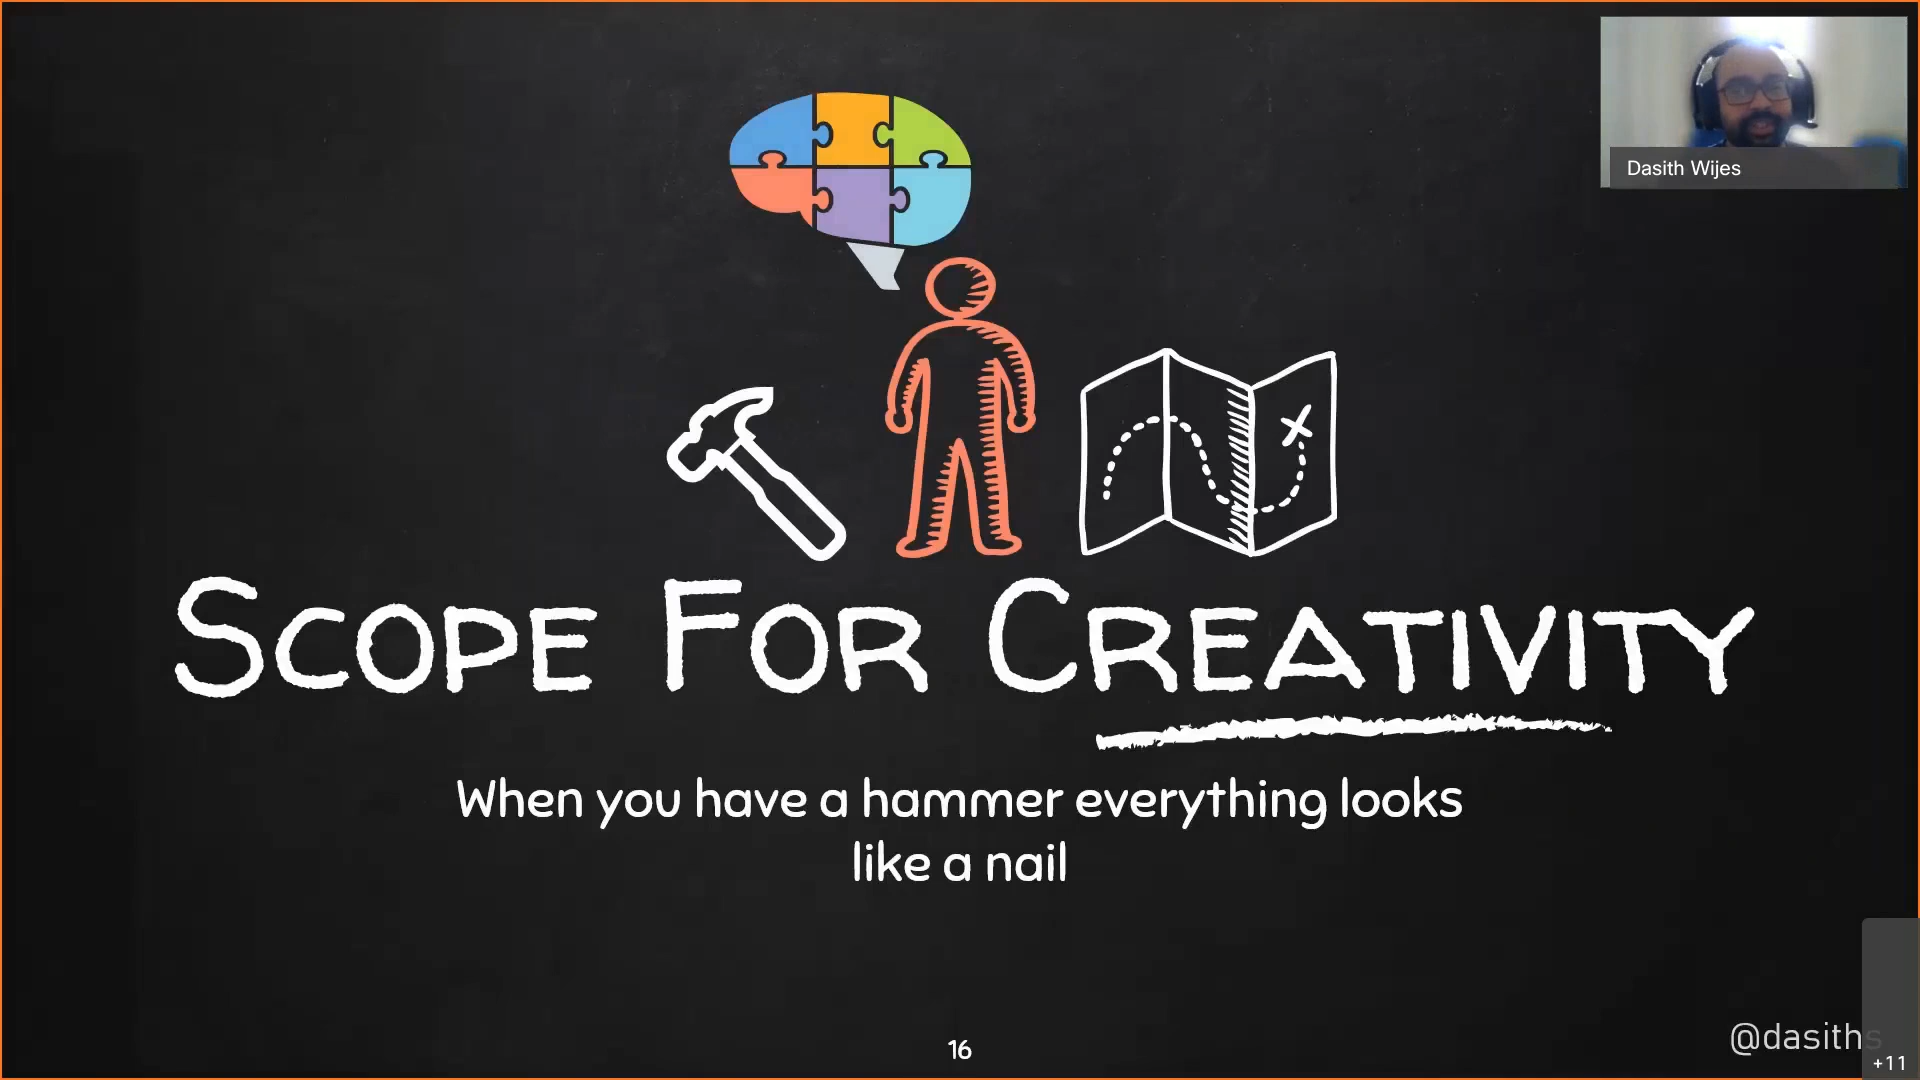 Dasith Wijes
Scope For Creativity
When you have a hammer everything looks
like a nail
16
@dasiths
+11